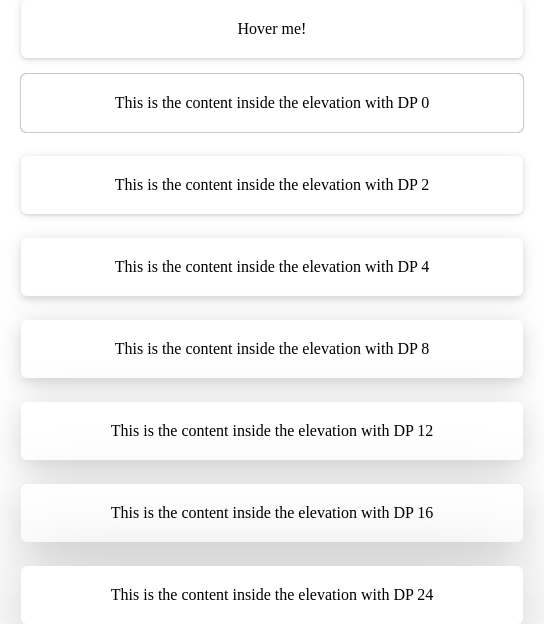 Hover me!
This is the content inside the elevation with DP 0
This is the content inside the elevation with DP 2
This is the content inside the elevation with DP 4
This is the content inside the elevation with DP 8
This is the content inside the elevation with DP 12
This is the content inside the elevation with DP 16
This is the content inside the elevation with DP 24